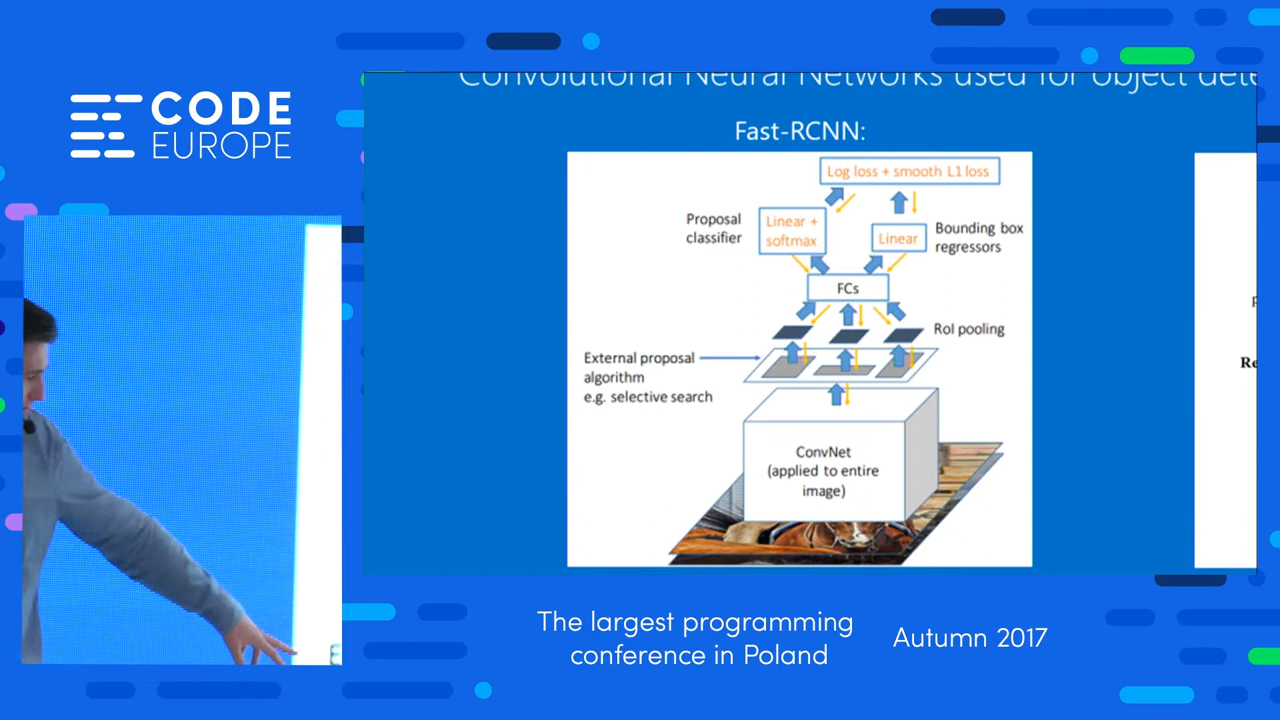 CODE
EUROPE
Convolutional Neural Networks used for object dete
Fast-RCNN:
Log loss + smooth L1 loss
Proposal
classifier
Linear +
softmax
Linear
Bounding box
regressors
FCs
RoI pooling
External proposal
algorithm
e.g. selective search
ConvNet
(applied to entire
image)
p
Re
The largest programming
conference in Poland
Autumn 2017